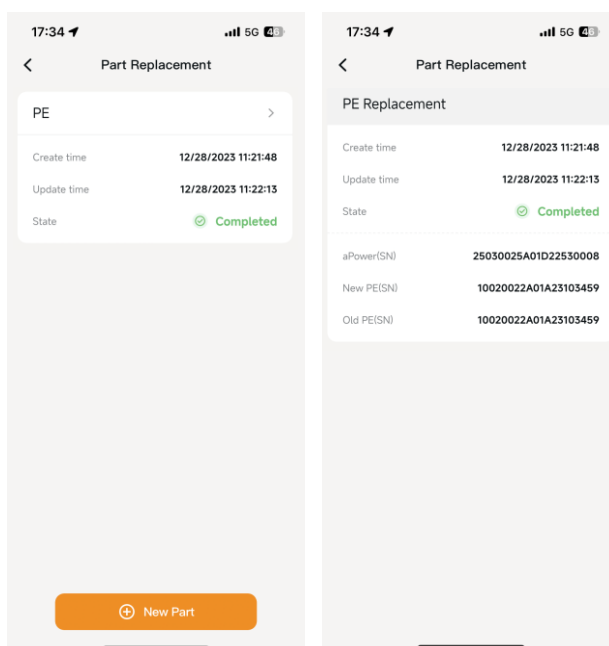 17:34 5G 46
Part Replacement
PE
Create time 12/28/2023 11:21:48
Update time 12/28/2023 11:22:13
State Completed
New Part
17:34 5G 46
Part Replacement
PE Replacement
Create time 12/28/2023 11:21:48
Update time 12/28/2023 11:22:13
State Completed
aPower(SN) 25030025A01D22530008
New PE(SN) 10020022A01A23103459
Old PE(SN) 10020022A01A23103459